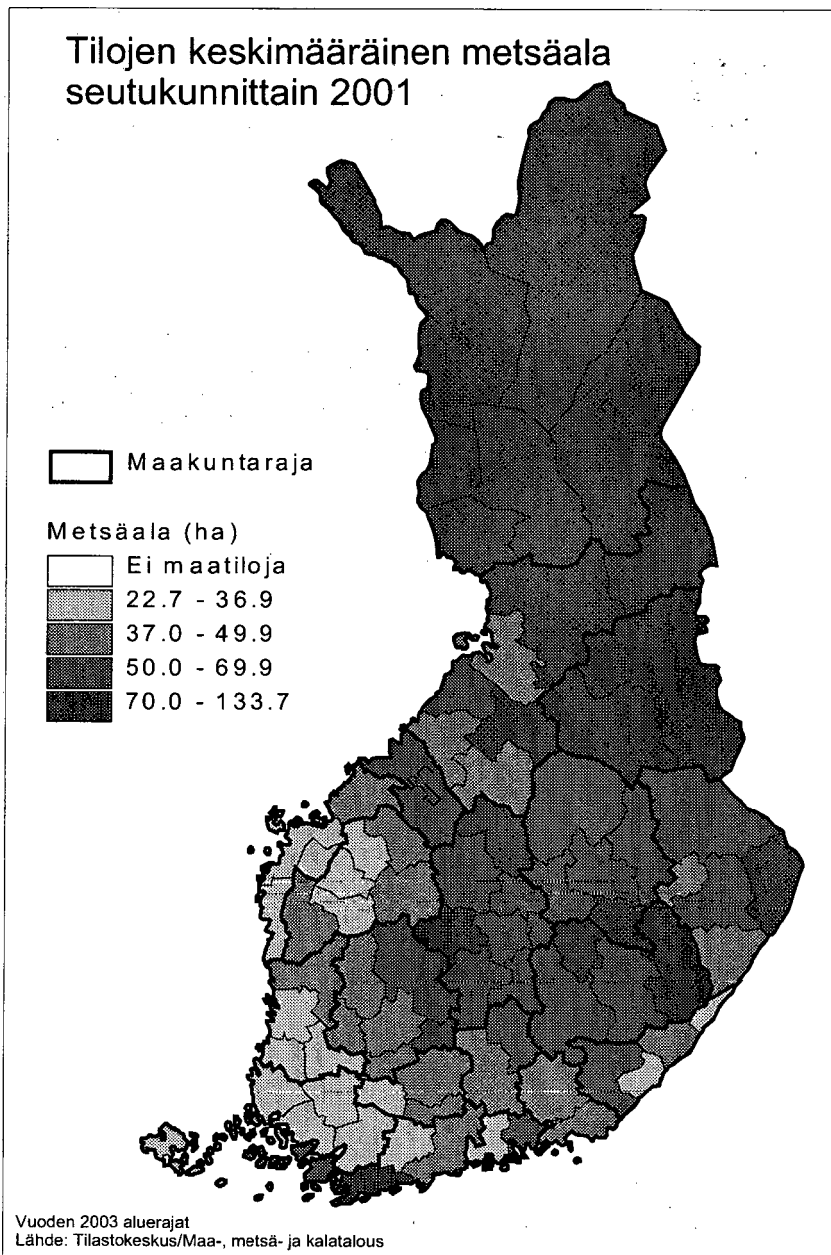 Tilojen keskimääräinen metsäala
seutukunnittain 2001
Maakuntaraja
Metsäala (ha)
Ei maatiloja
22.7 - 36.9
37.0 - 49.9
50.0 - 69.9
70.0 - 133.7
Vuoden 2003 aluerajat
Lähde: Tilastokeskus/Maa-, metsä- ja kalatalous